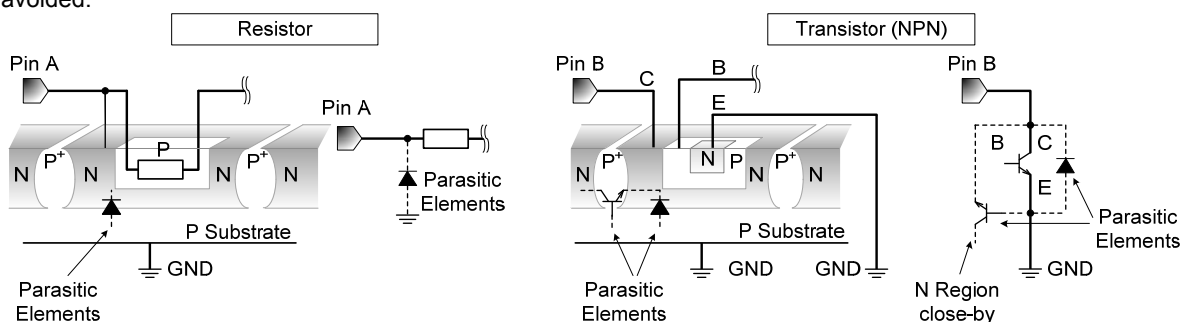 avoided.
Resistor
Transistor (NPN)
Pin A
Pin A
N
P+
N
P
N
P+
N
Parasitic
Elements
P Substrate
GND
Parasitic
Elements
Pin B
C
B
E
N
P+
N
N
P
P+
N
P Substrate
GND
GND
Parasitic
Elements
Pin B
B
C
E
Parasitic
Elements
GND
N Region
close-by